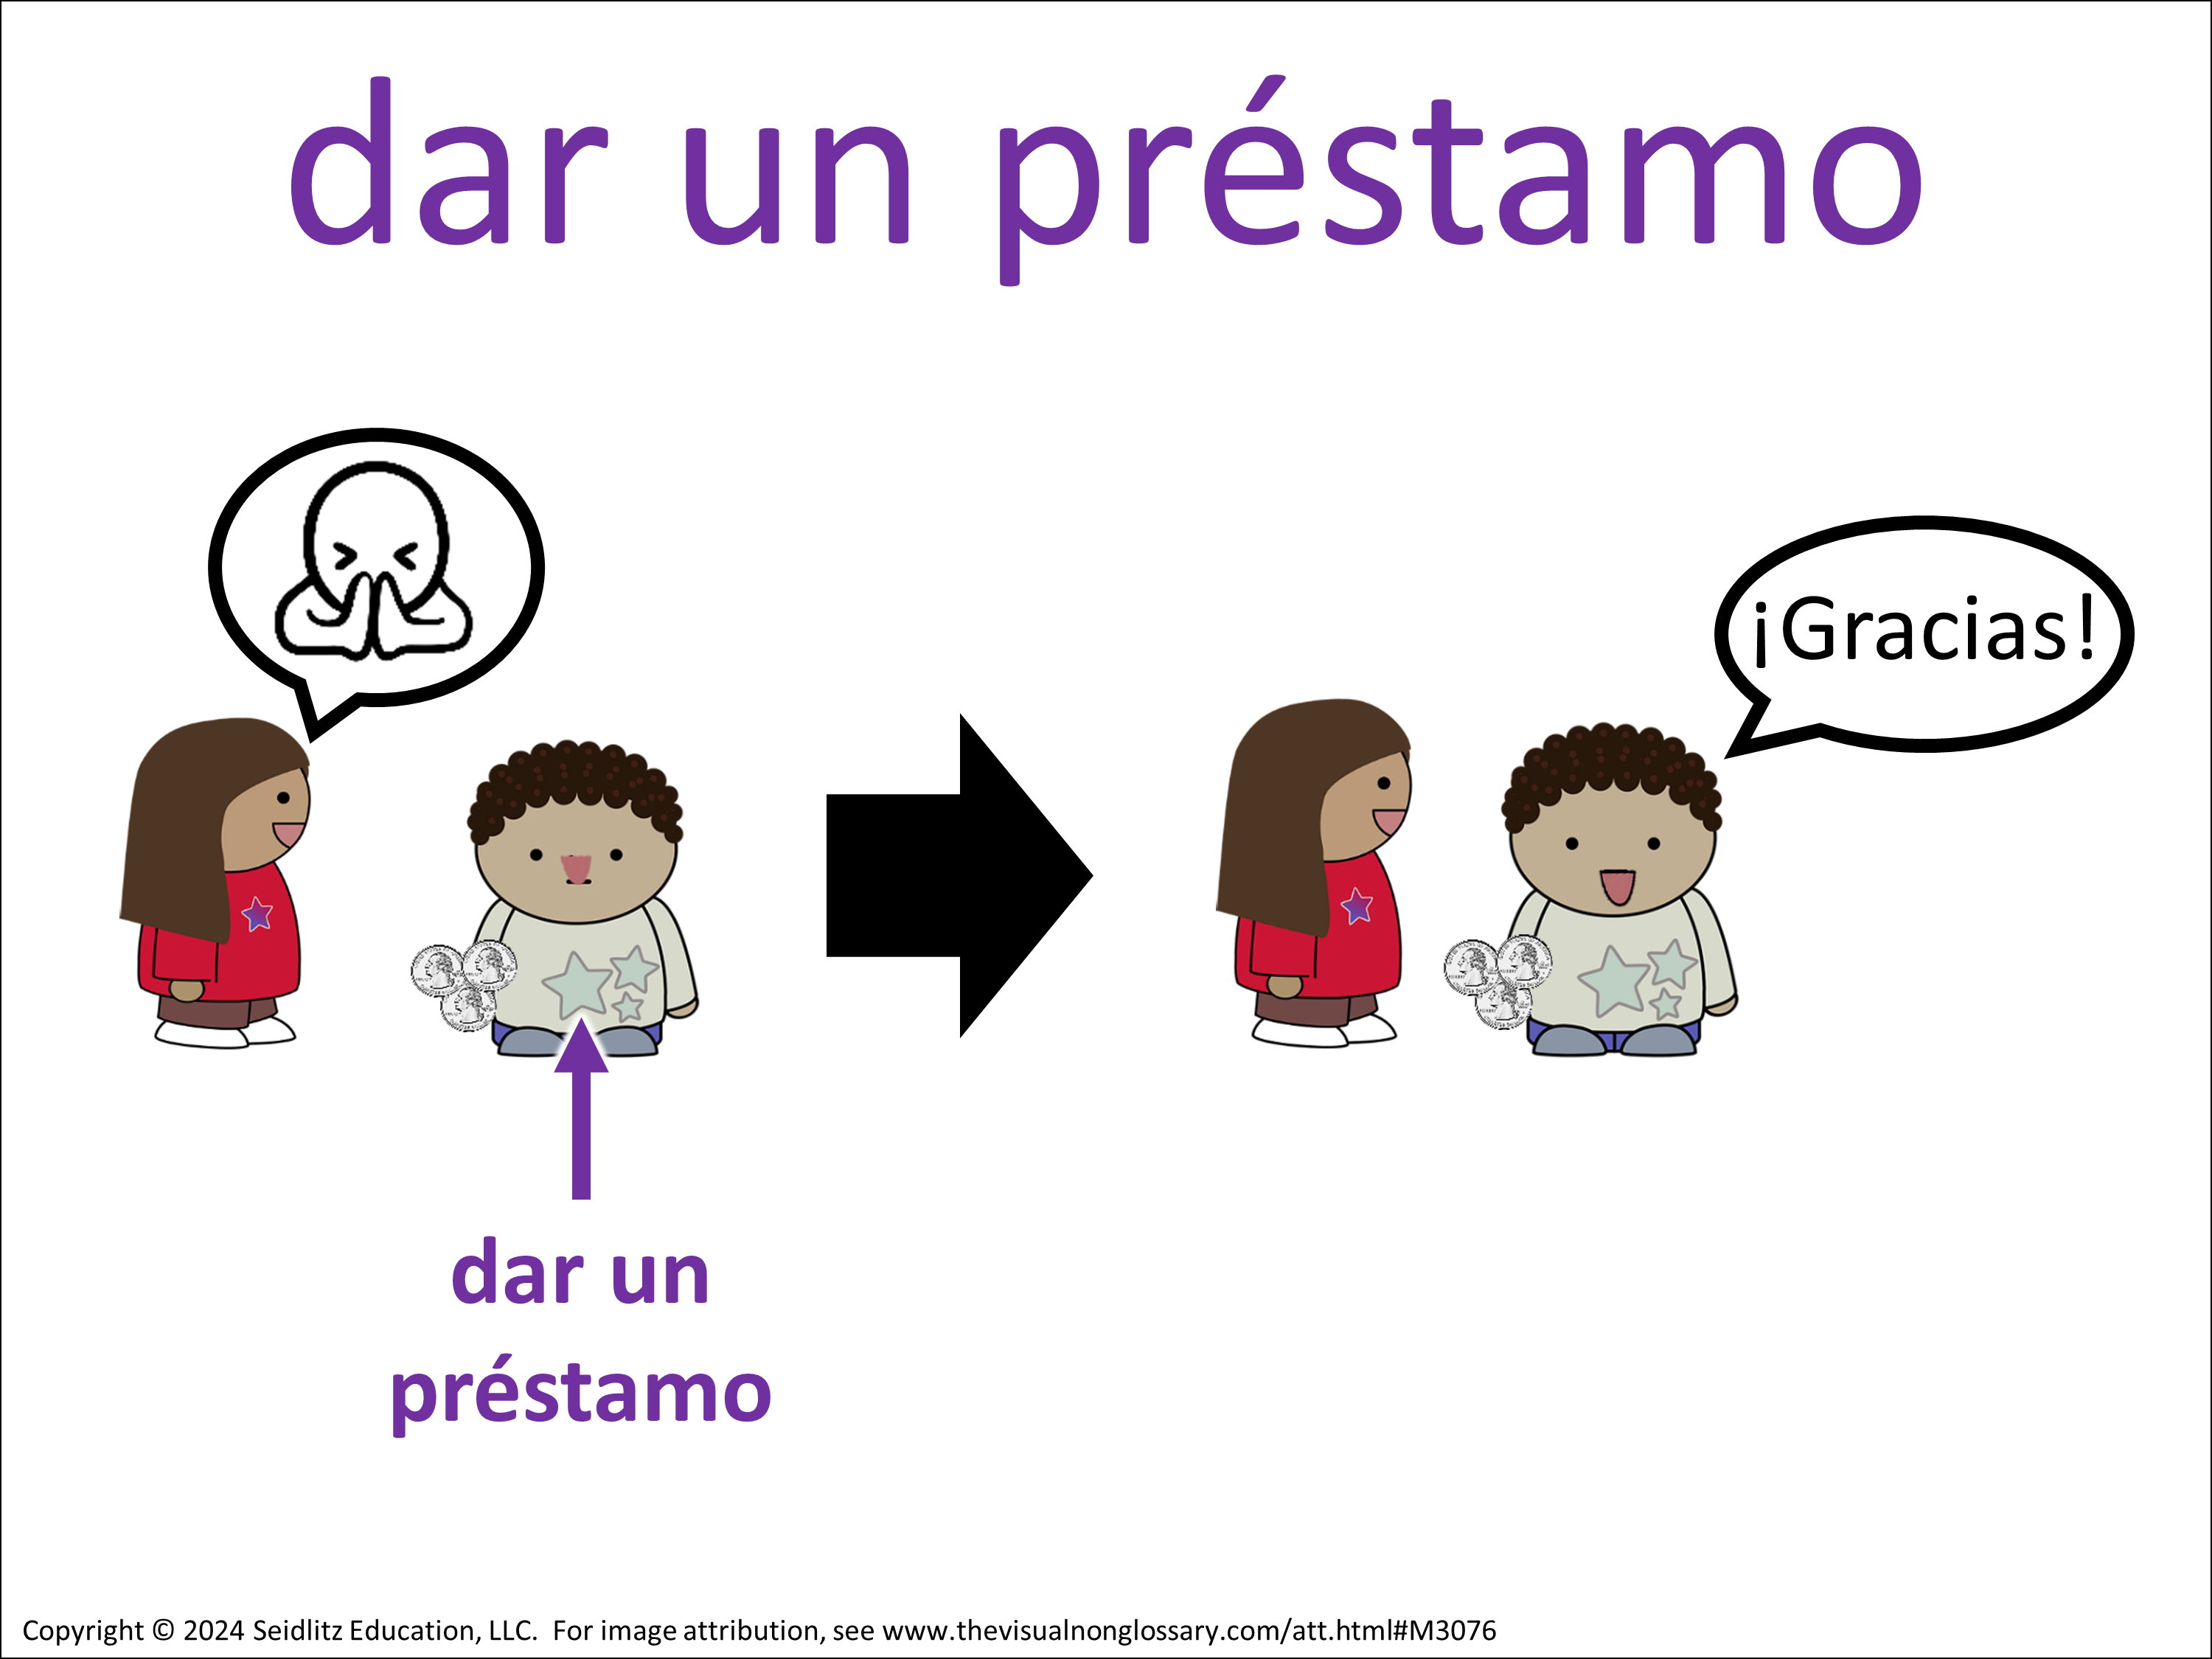 dar un préstamo
¡Gracias!
dar un
préstamo
Copyright © 2024 Seidlitz Education, LLC.  For image attribution, see www.thevisualnonglossary.com/att.html#M3076